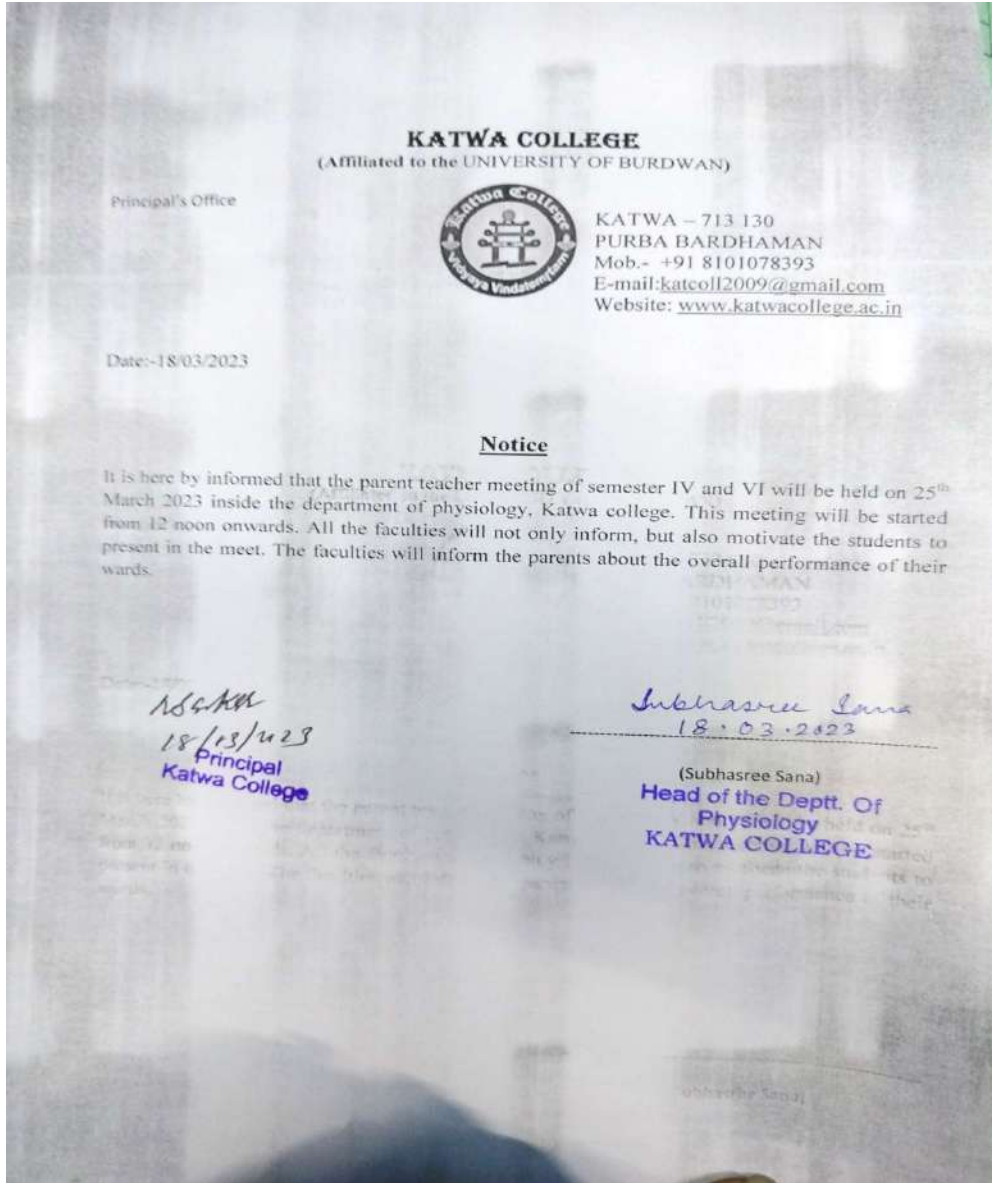 KATWA COLLEGE
(Affiliated to the UNIVERSITY OF BURDWAN)
Principal's Office
Katwa College
Vidyaya Vindatemrtam
KATWA – 713 130
PURBA BARDHAMAN
Mob.- +91 8101078393
E-mail:katcoll2009@gmail.com
Website: www.katwacollege.ac.in
Date:-18/03/2023
Notice
It is here by informed that the parent teacher meeting of semester IV and VI will be held on 25th
March 2023 inside the department of physiology, Katwa college. This meeting will be started
from 12 noon onwards. All the faculties will not only inform, but also motivate the students to
present in the meet. The faculties will inform the parents about the overall performance of their
wards.
18/03/2023
Principal
Katwa College
Subhasree Sana
18.03.2023
(Subhasree Sana)
Head of the Deptt. Of
Physiology
KATWA COLLEGE